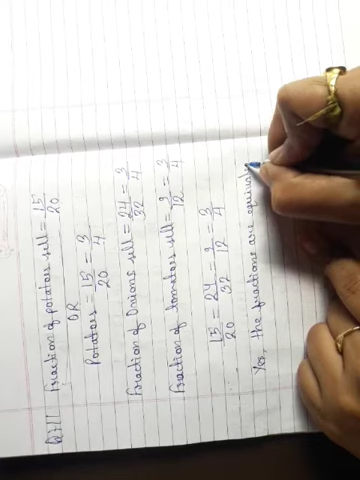 Fraction of potatoes sell = 15/20
OR
Potatoes = 15/20 = 3/4
Fraction of Onions sell = 24/32 = 3/4
Fraction of tomatoes sell = 9/12 = 3/4
15/20 = 24/32 = 9/12 = 3/4
Yes, the fractions are equivale